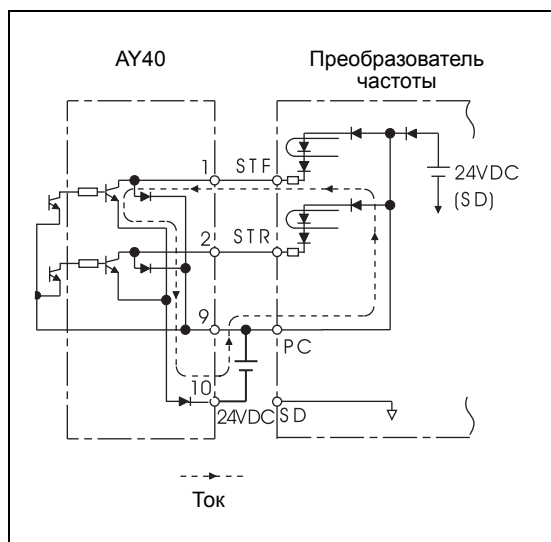 AY40
Преобразователь
частоты
1 STF
24VDC
(SD)
2 STR
9
PC
10
24VDC SD
Ток